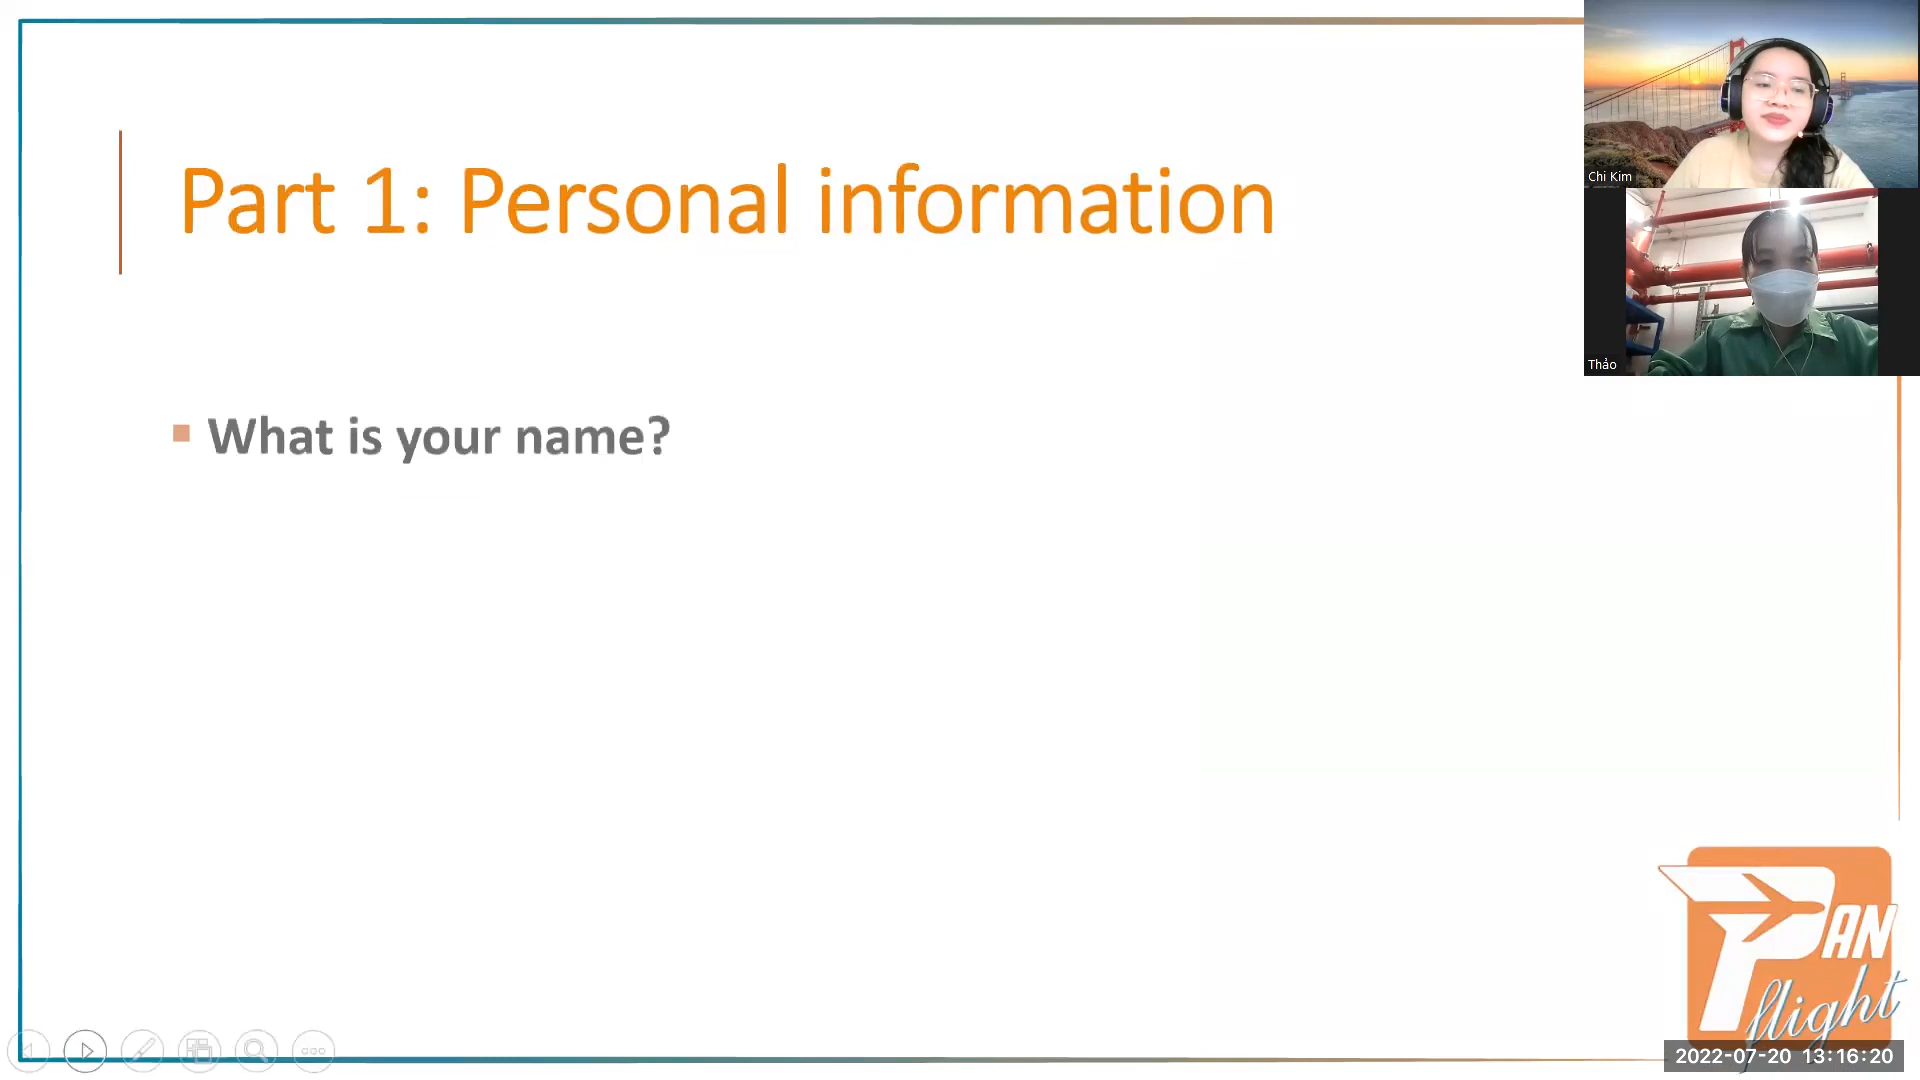 Part 1: Personal information
What is your name?
Chi Kim
Thảo
PAN
flight
2022-07-20 13:16:20